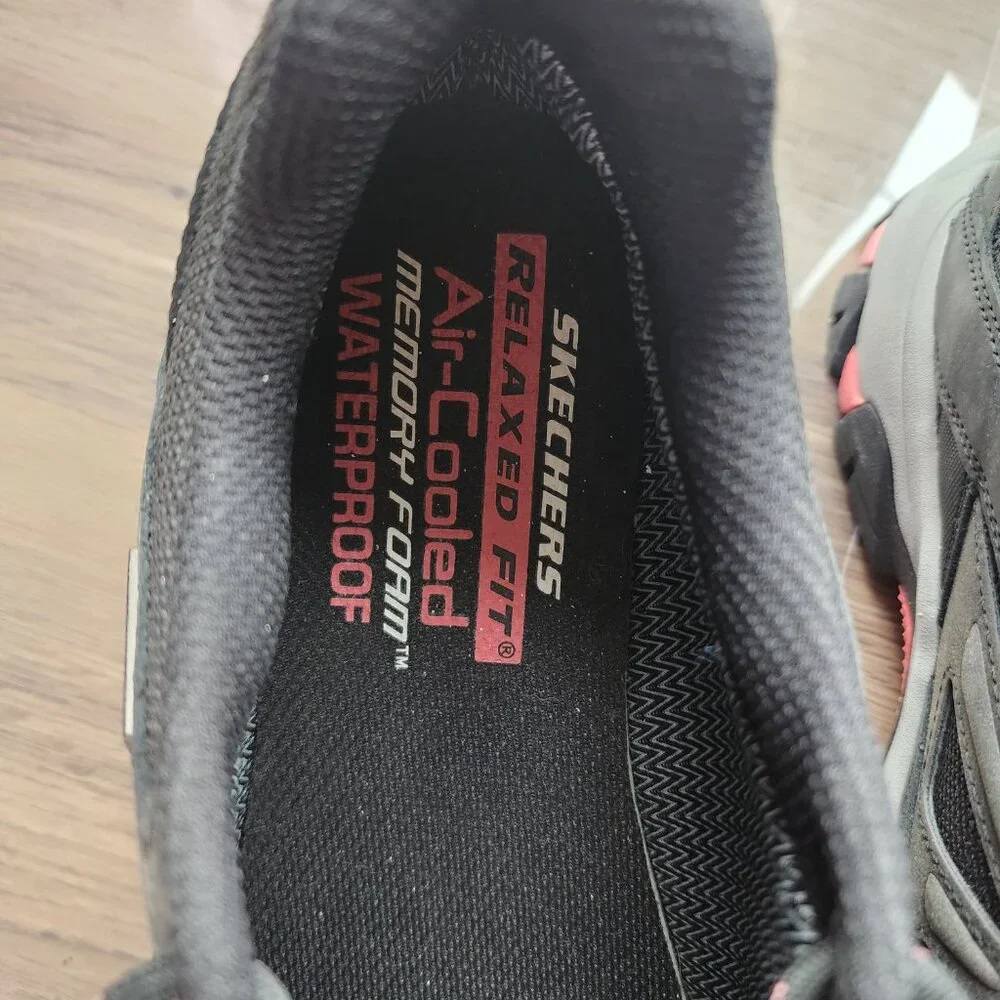 SKECHERS
RELAXED FIT®
Air-Cooled
MEMORY FOAM™
WATERPROOF